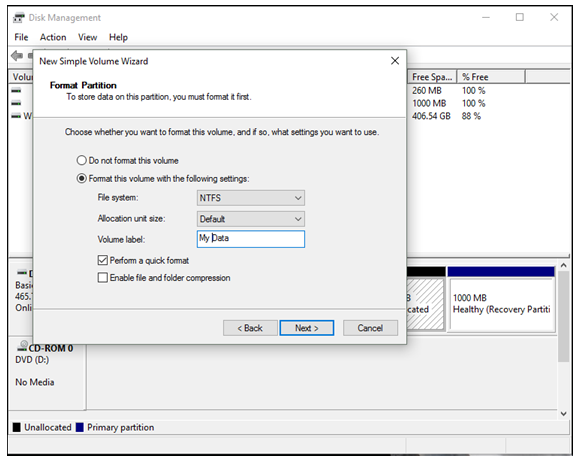 Disk Management
File Action View Help
New Simple Volume Wizard
Format Partition
To store data on this partition, you must format it first.
Choose whether you want to format this volume, and if so, what settings you want to use.
Do not format this volume
Format this volume with the following settings:
File system: NTFS
Allocation unit size: Default
Volume label: My Data
Perform a quick format
Enable file and folder compression
< Back Next > Cancel
Volu
Free Spa... % Free
260 MB 100 %
1000 MB 100 %
W 406.54 GB 88 %
Basi
465.
Onli
cated
1000 MB
Healthy (Recovery Partiti
CD-ROM 0
DVD (D:)
No Media
Unallocated Primary partition